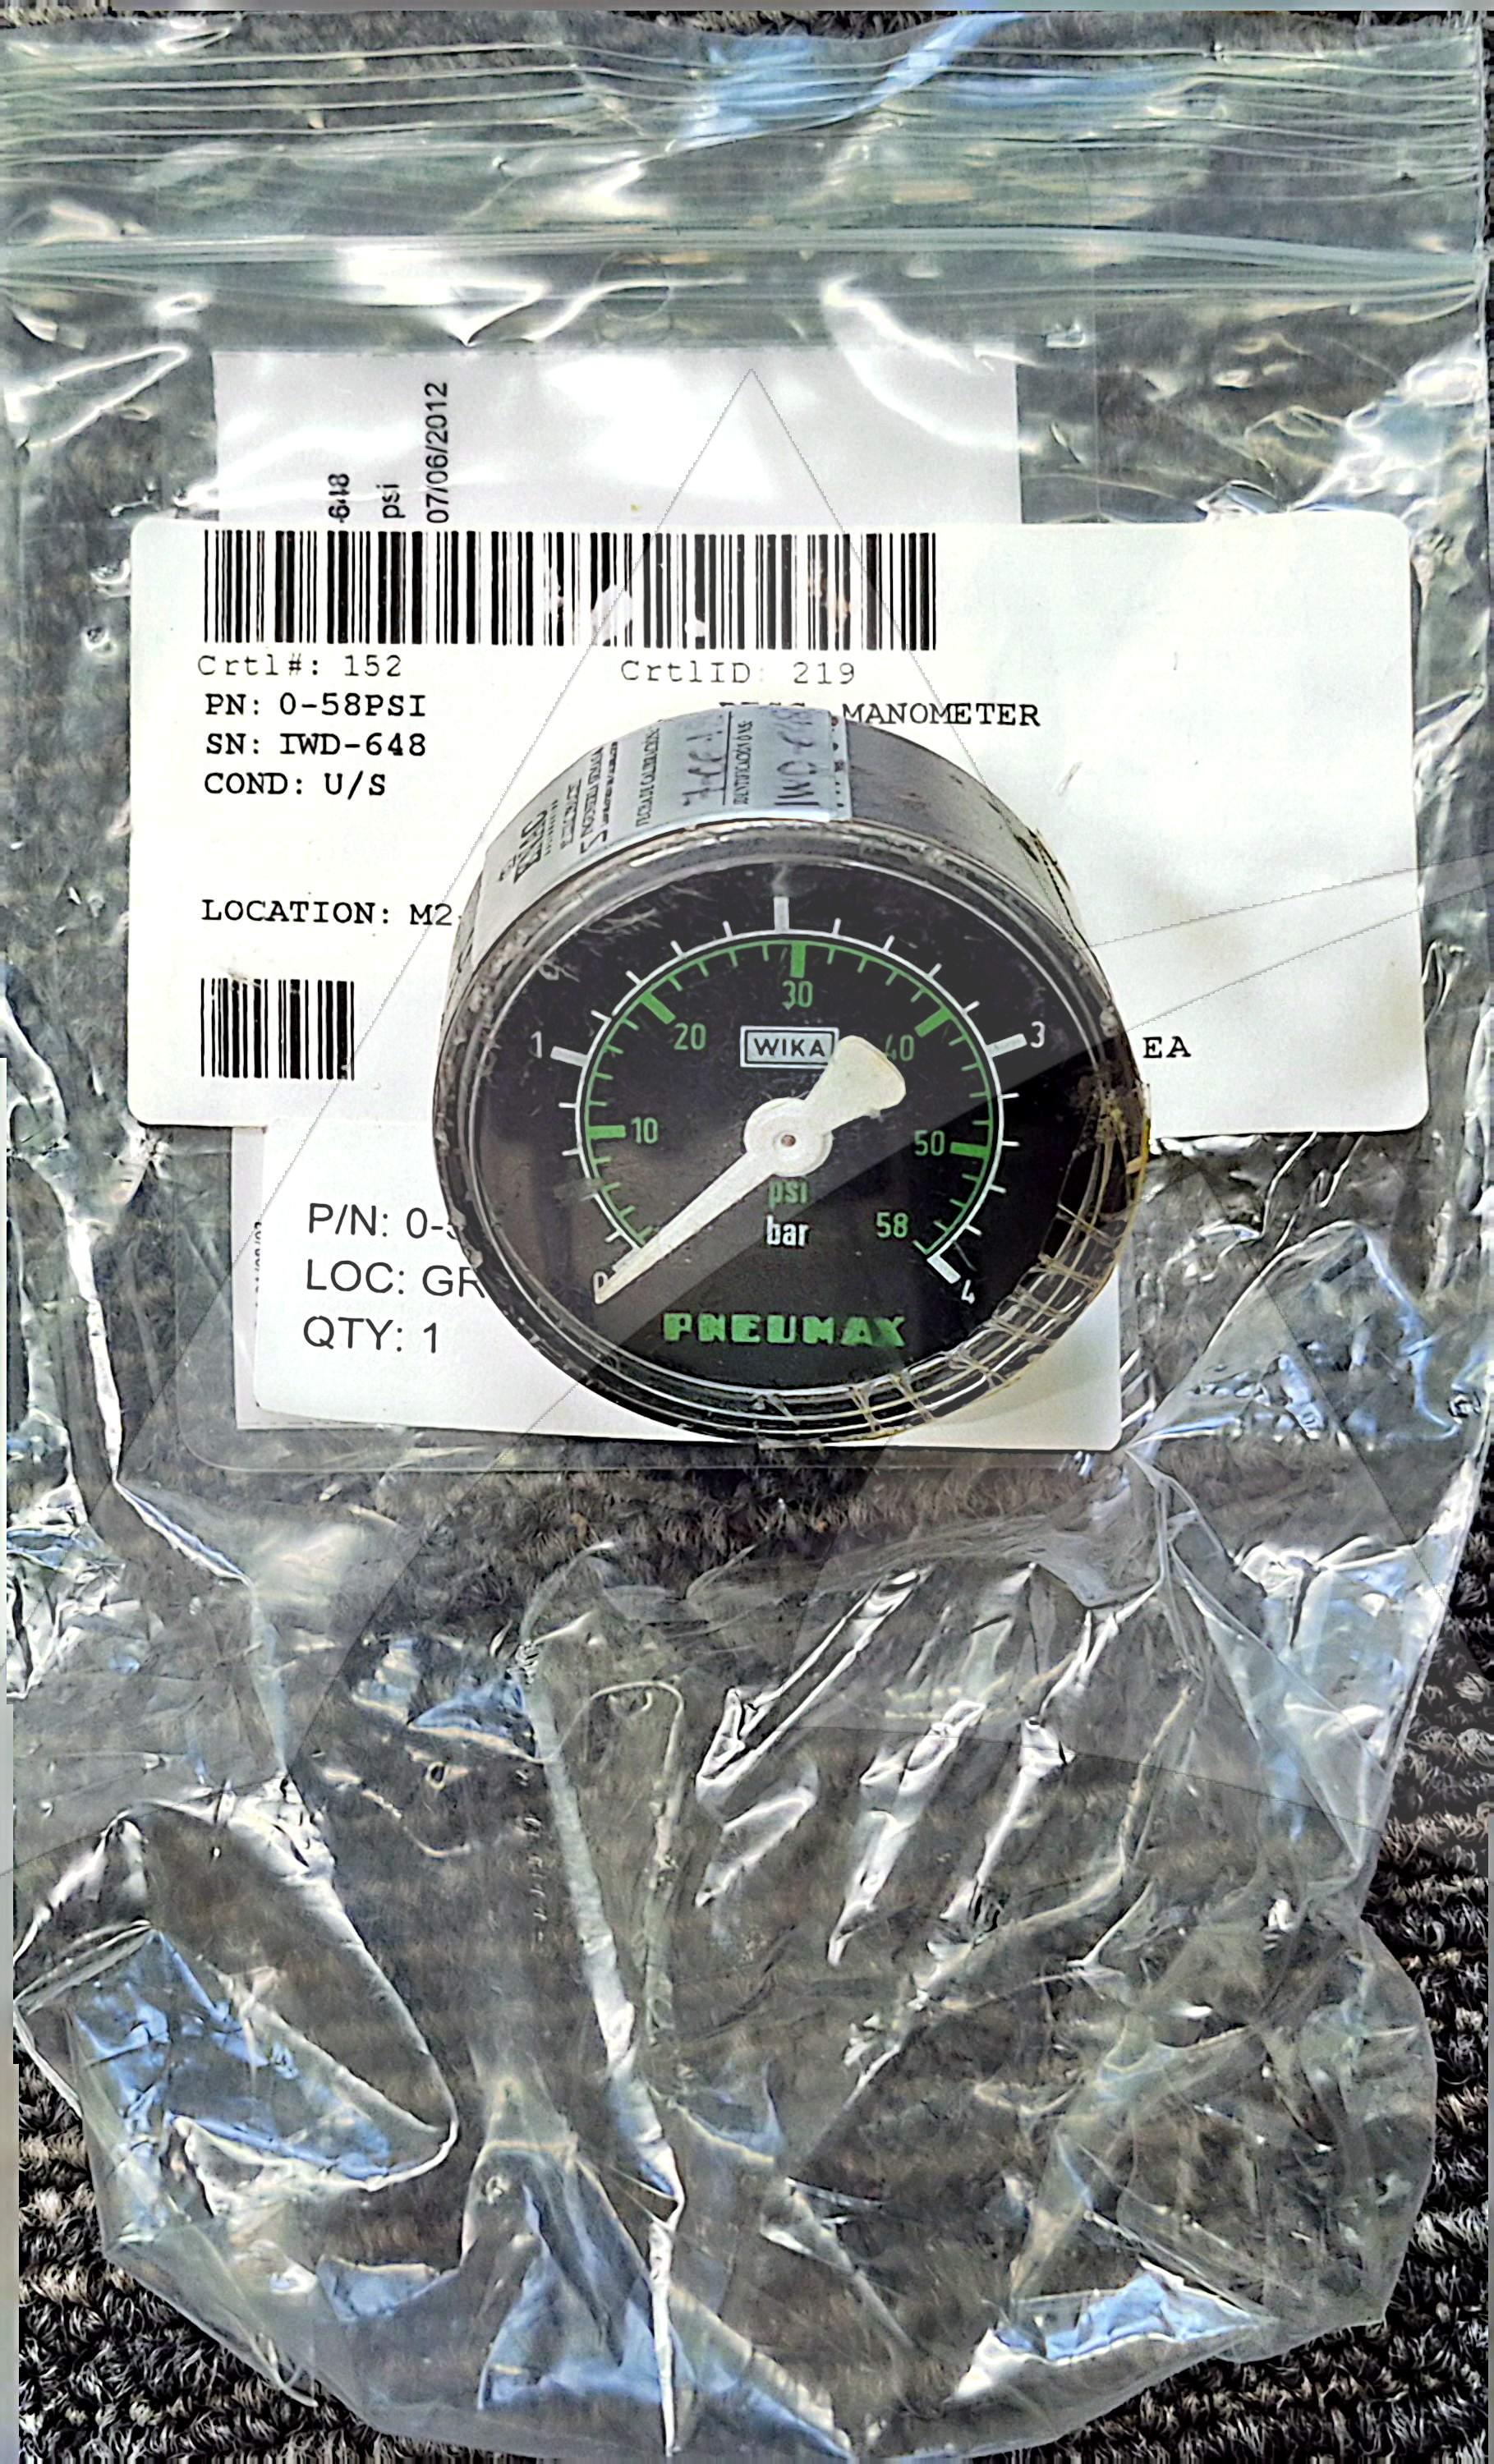 07/06/2012
psi
-648
Crtl#: 152
CrtlID: 219
PN: 0-58PSI
MANOMETER
SN: IWD-648
COND: U/S
LOCATION: M2
EA
IDENTIFICACION
IWD
1
20
30
40
3
WIKA
10
50
psi
bar
58
0
4
PNEUMAX
P/N: 0-
LOC: GR
QTY: 1